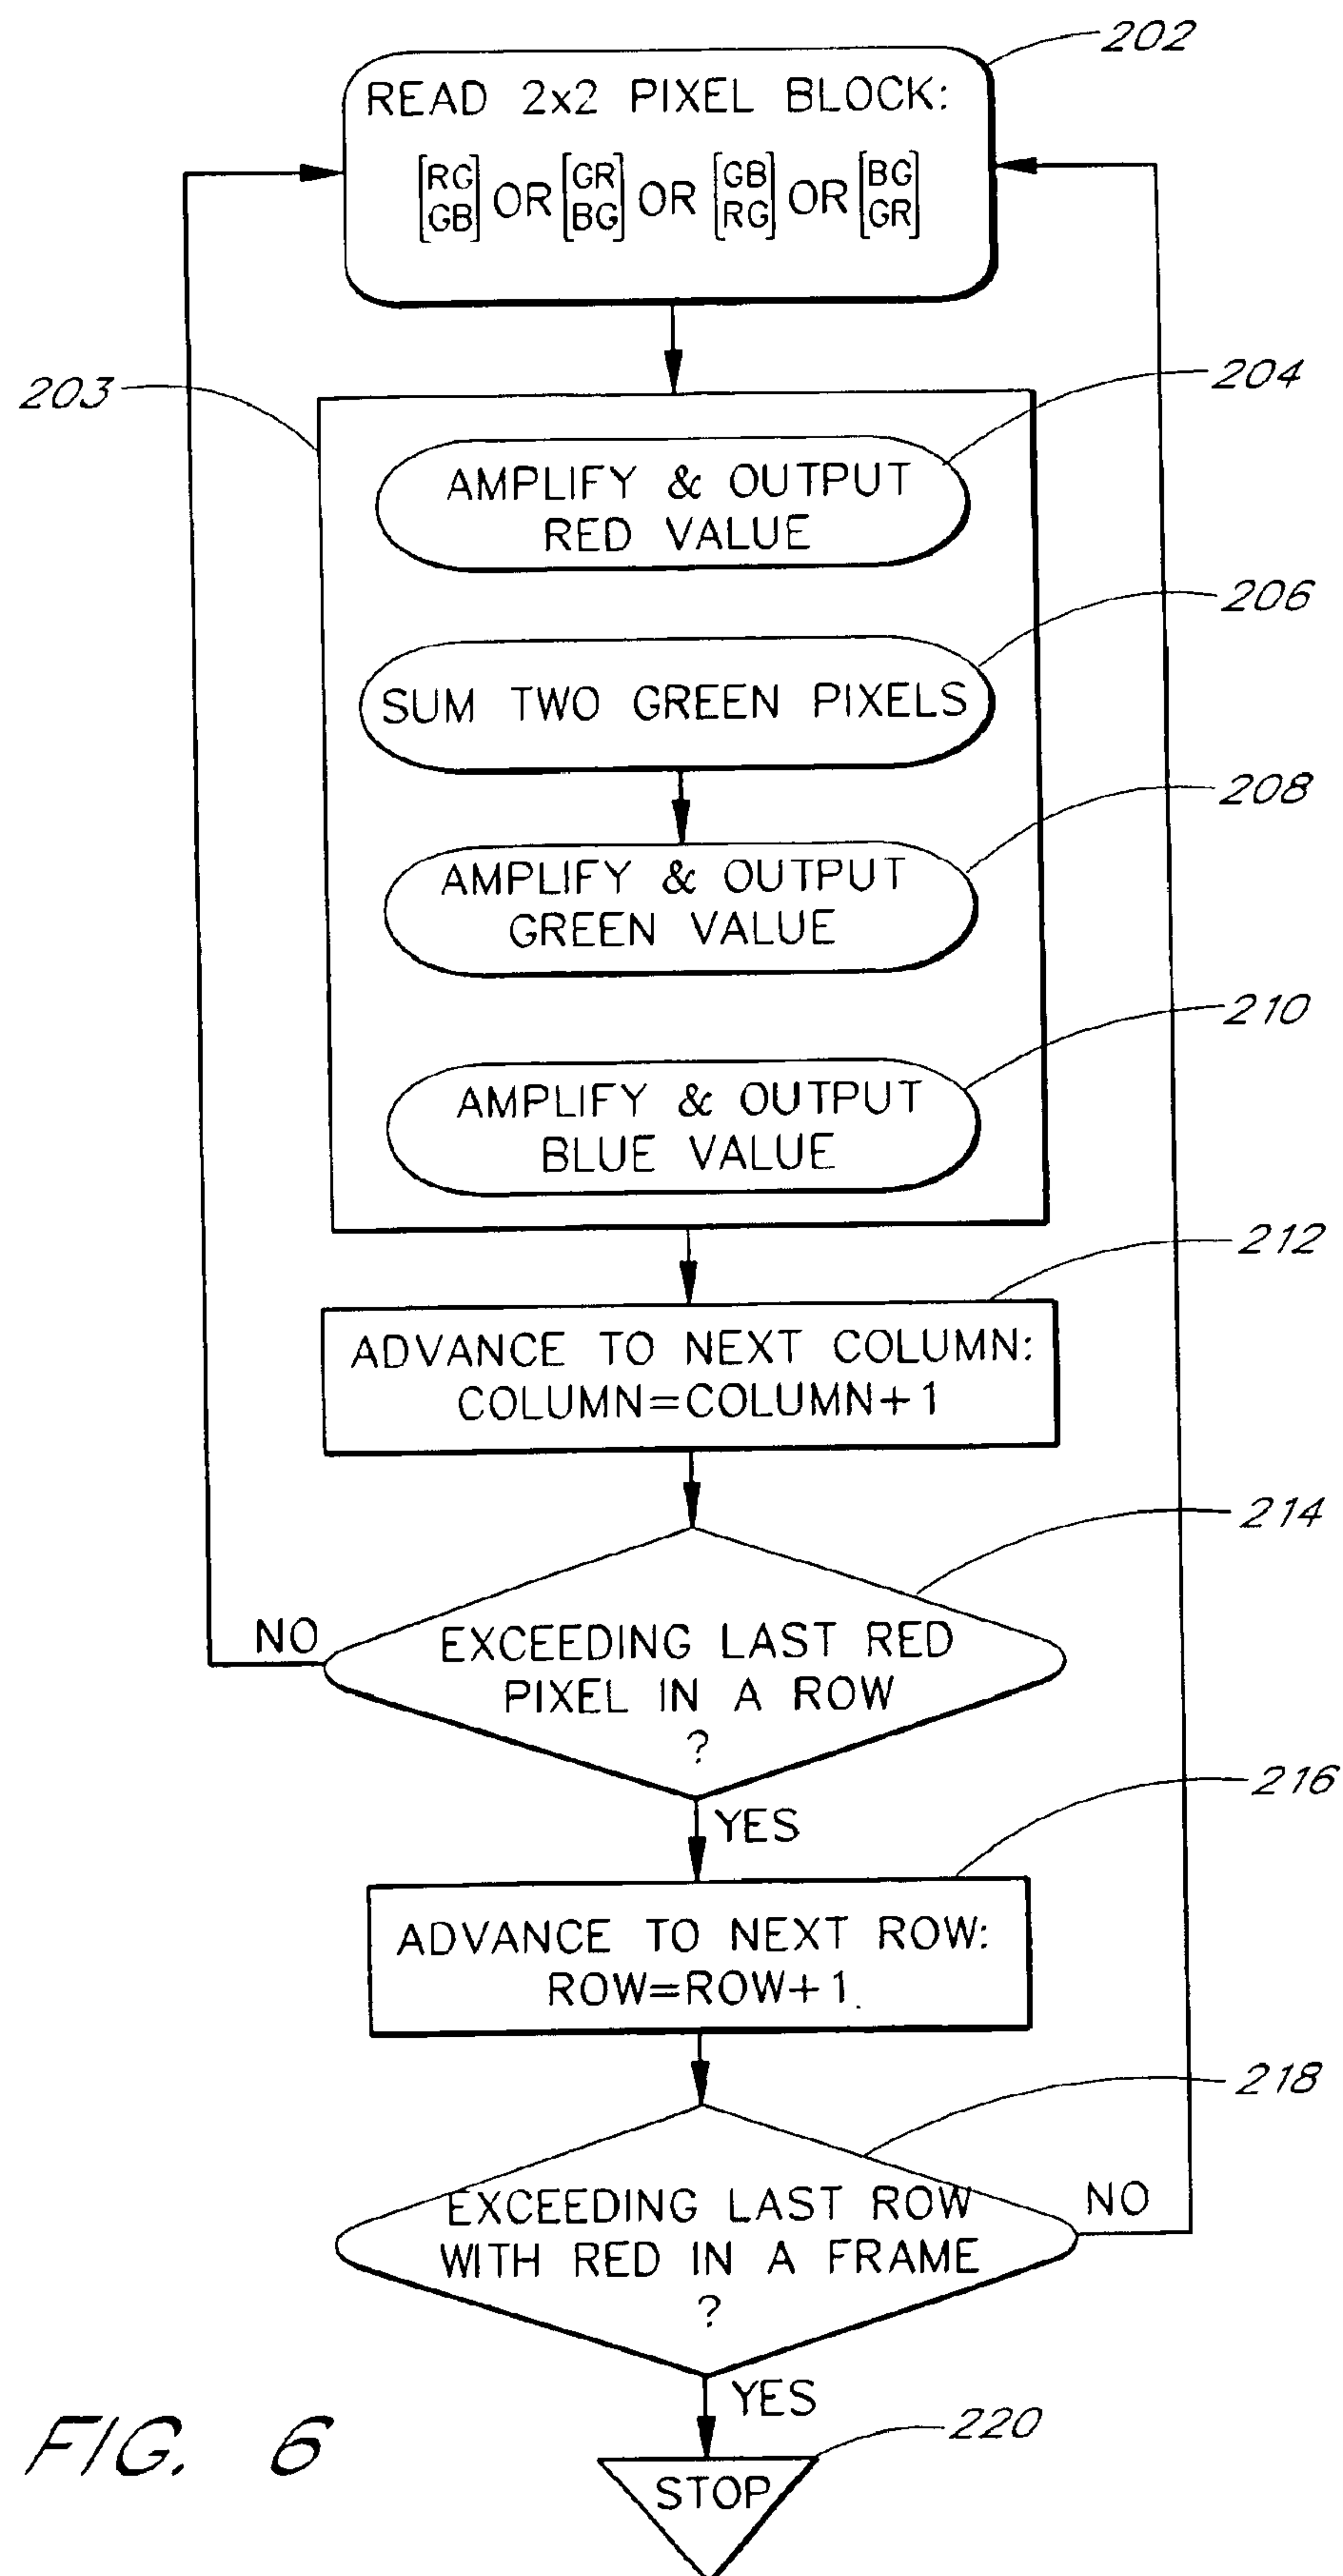 202
READ 2x2 PIXEL BLOCK:
[RG GB] OR [GR BG] OR [GB RG] OR [BG GR]
203
204
AMPLIFY & OUTPUT
RED VALUE
206
SUM TWO GREEN PIXELS
208
AMPLIFY & OUTPUT
GREEN VALUE
210
AMPLIFY & OUTPUT
BLUE VALUE
212
ADVANCE TO NEXT COLUMN:
COLUMN=COLUMN+1
214
NO
EXCEEDING LAST RED
PIXEL IN A ROW
?
YES
216
ADVANCE TO NEXT ROW:
ROW=ROW+1.
218
EXCEEDING LAST ROW
WITH RED IN A FRAME
?
NO
YES
220
STOP
FIG. 6